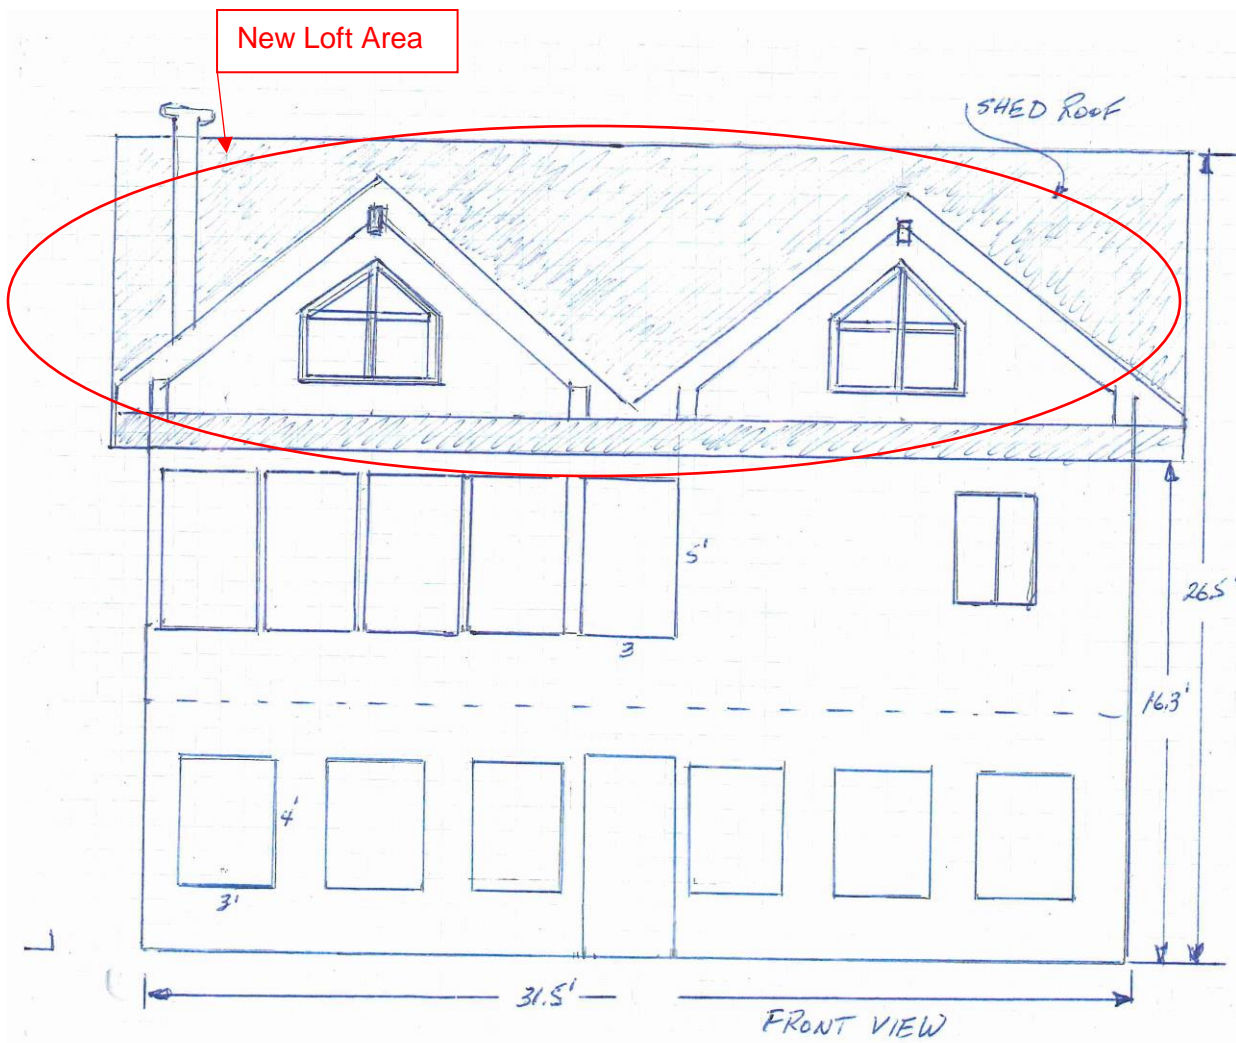 New Loft Area
SHED ROOF
5'
3
26.5'
16.3'
4'
3'
31.5'
FRONT VIEW